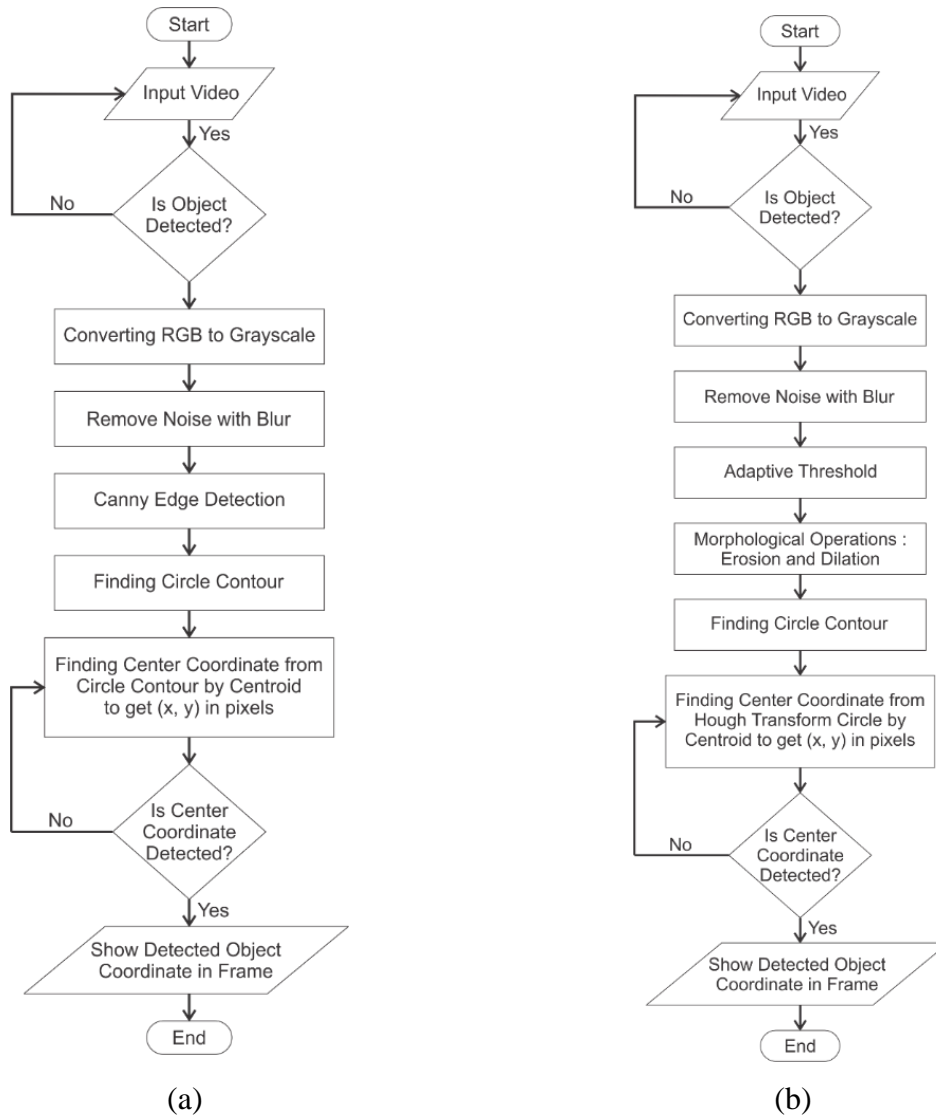 Start
Input Video
Yes
No
Is Object
Detected?
Converting RGB to Grayscale
Remove Noise with Blur
Canny Edge Detection
Finding Circle Contour
Finding Center Coordinate from
Circle Contour by Centroid
to get (x, y) in pixels
No
Is Center
Coordinate
Detected?
Yes
Show Detected Object
Coordinate in Frame
End
(a)
Start
Input Video
Yes
No
Is Object
Detected?
Converting RGB to Grayscale
Remove Noise with Blur
Adaptive Threshold
Morphological Operations :
Erosion and Dilation
Finding Circle Contour
Finding Center Coordinate from
Hough Transform Circle by
Centroid to get (x, y) in pixels
No
Is Center
Coordinate
Detected?
Yes
Show Detected Object
Coordinate in Frame
End
(b)